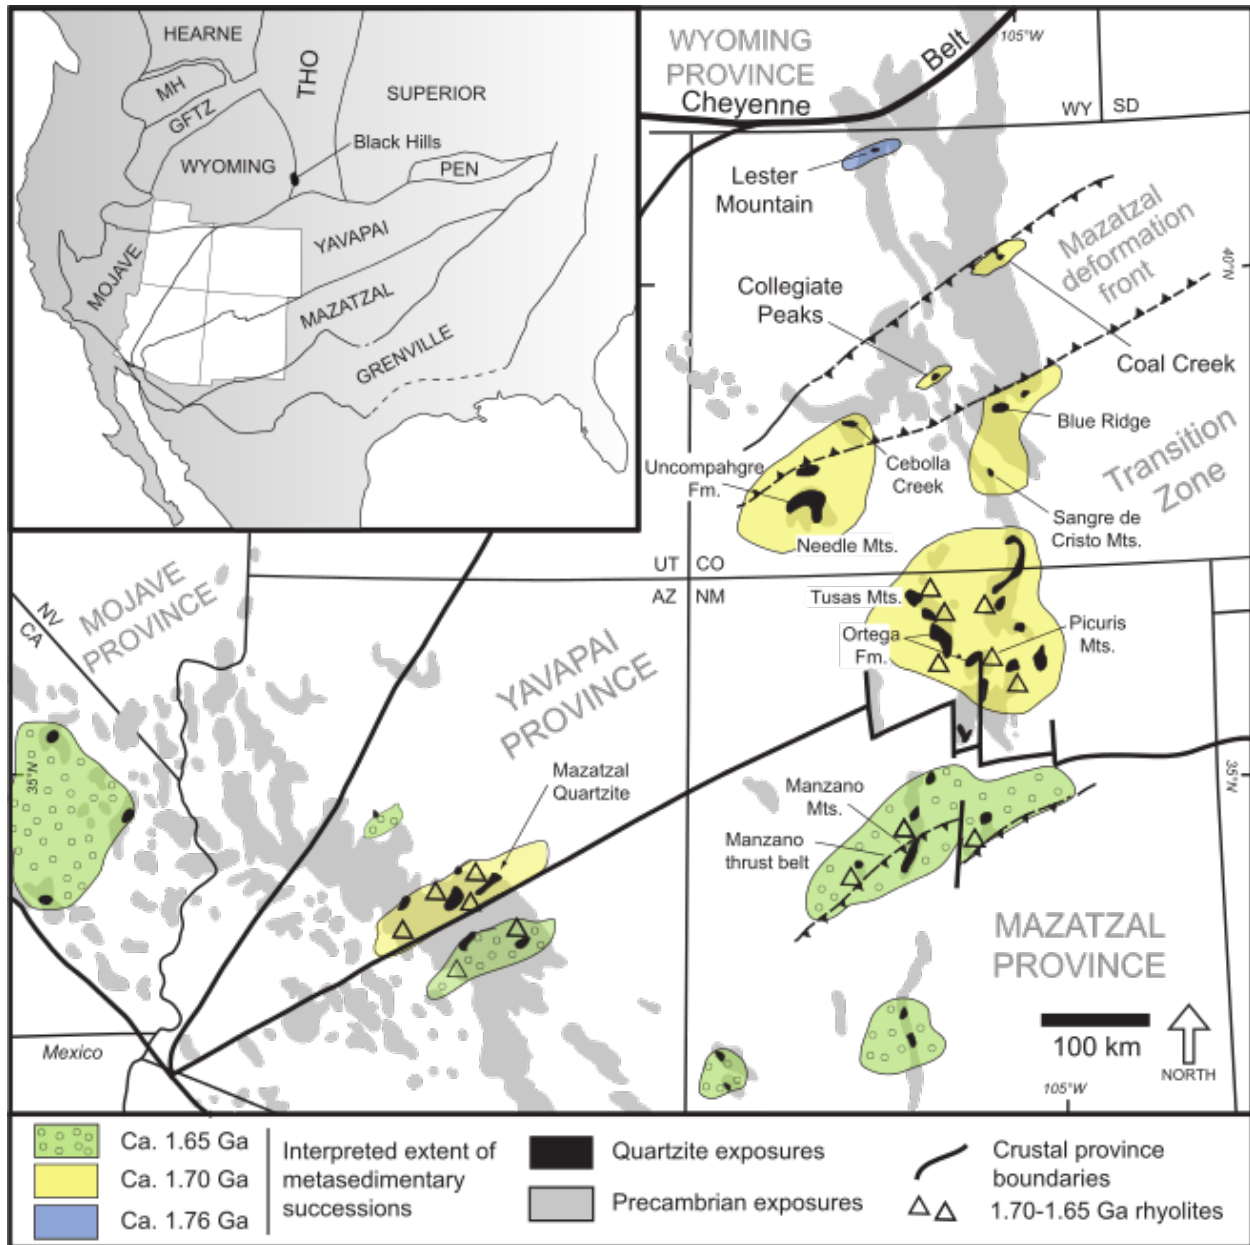 HEARNE
MH
GFTZ
THO
SUPERIOR
Black Hills
WYOMING
PEN
YAVAPAI
MOJAVE
MAZATZAL
GRENVILLE
WYOMING
PROVINCE
Cheyenne
Belt
105°W
WY
SD
Lester
Mountain
Mazatzal
deformation
front
40°N
Collegiate
Peaks
Coal Creek
Blue Ridge
Uncompahgre
Fm.
Cebolla
Creek
Transition
Zone
Sangre de
Cristo Mts.
Needle Mts.
UT
CO
AZ
NM
NV
CA
MOJAVE
PROVINCE
Tusas Mts.
Ortega
Fm.
Picuris
Mts.
YAVAPAI
PROVINCE
35°N
Mazatzal
Quartzite
Manzano
Mts.
Manzano
thrust belt
35°N
MAZATZAL
PROVINCE
100 km
NORTH
Mexico
105°W
Ca. 1.65 Ga
Ca. 1.70 Ga
Ca. 1.76 Ga
Interpreted extent of
metasedimentary
successions
Quartzite exposures
Precambrian exposures
Crustal province
boundaries
1.70-1.65 Ga rhyolites